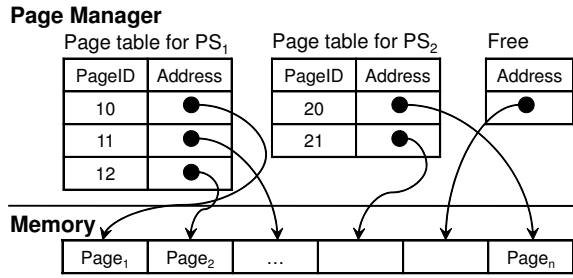 Page Manager
Page table for PS₁ Page table for PS₂ Free
PageID Address PageID Address Address
10 20
11 21
12
Memory
Page₁ Page₂ ... Pageₙ